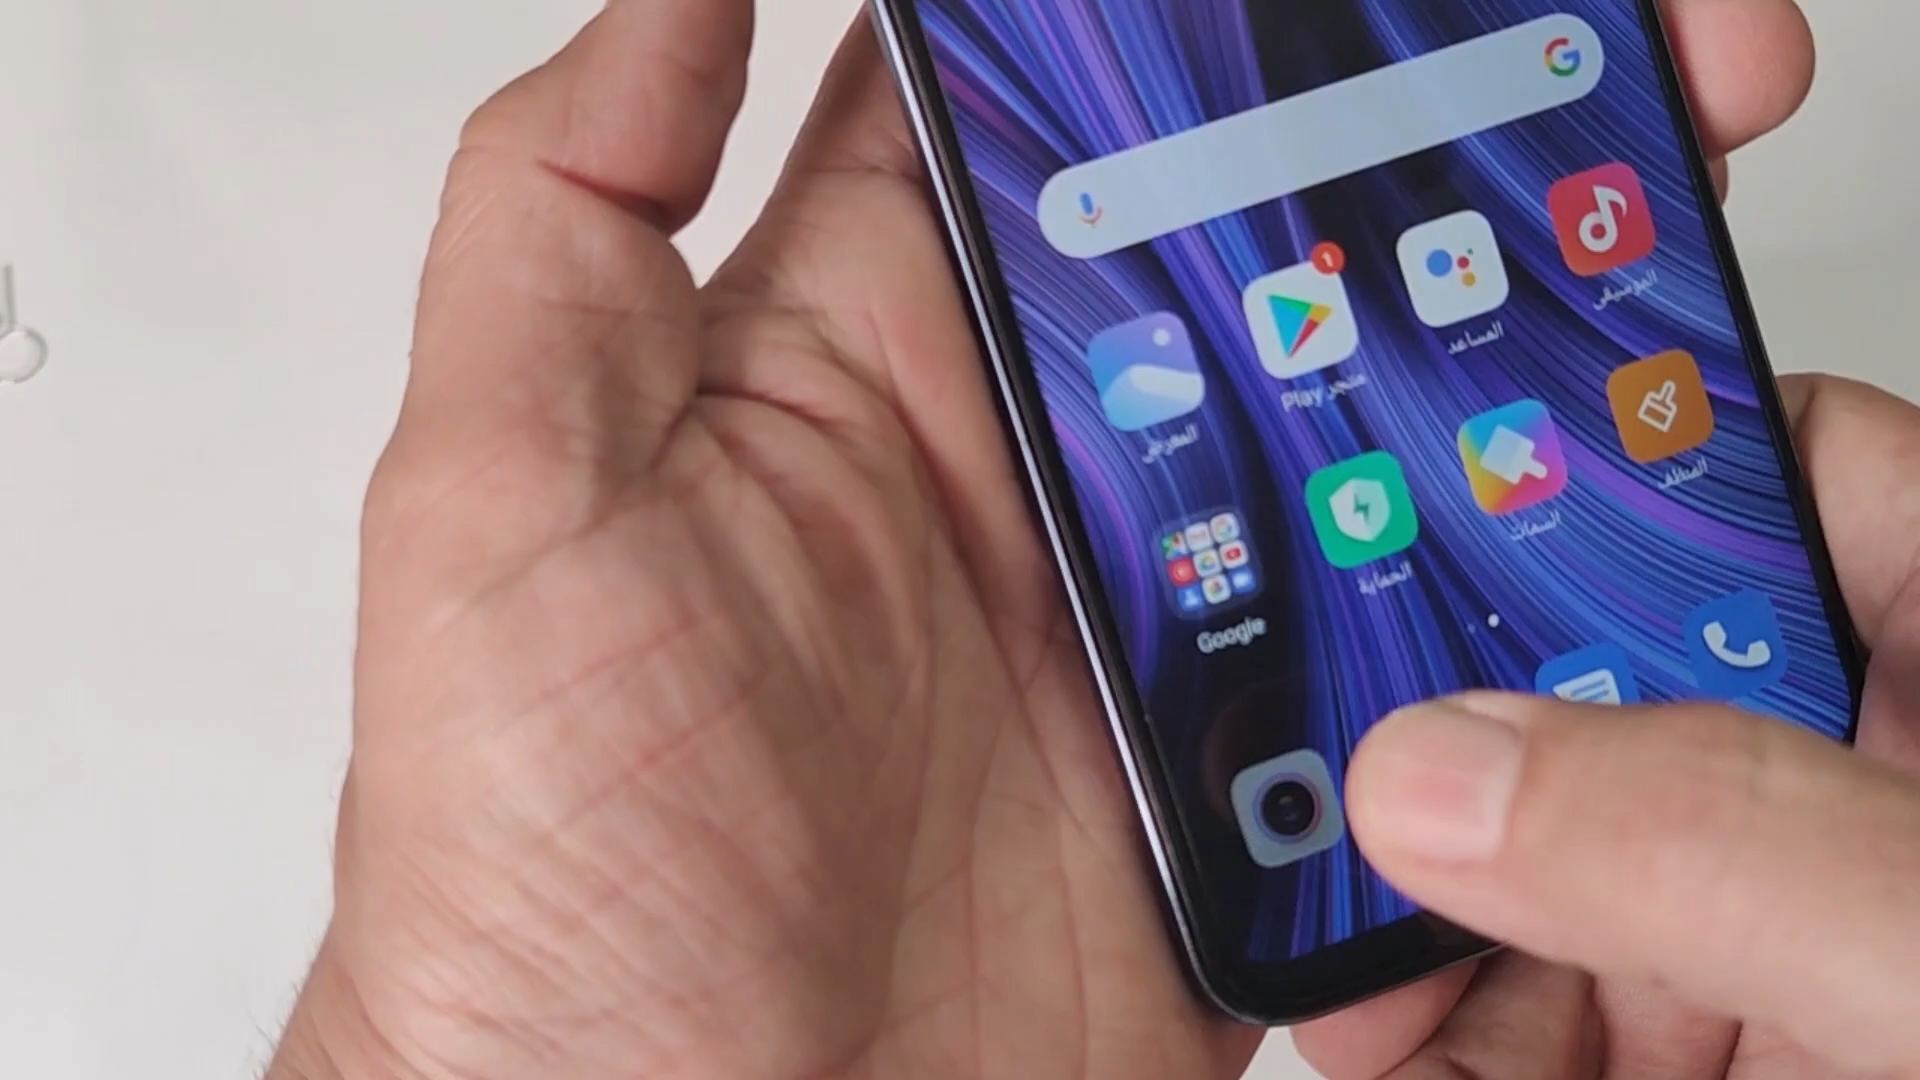 الموسيقى
المساعد
متجر Play
المعرض
المنظف
السمات
الحماية
Google